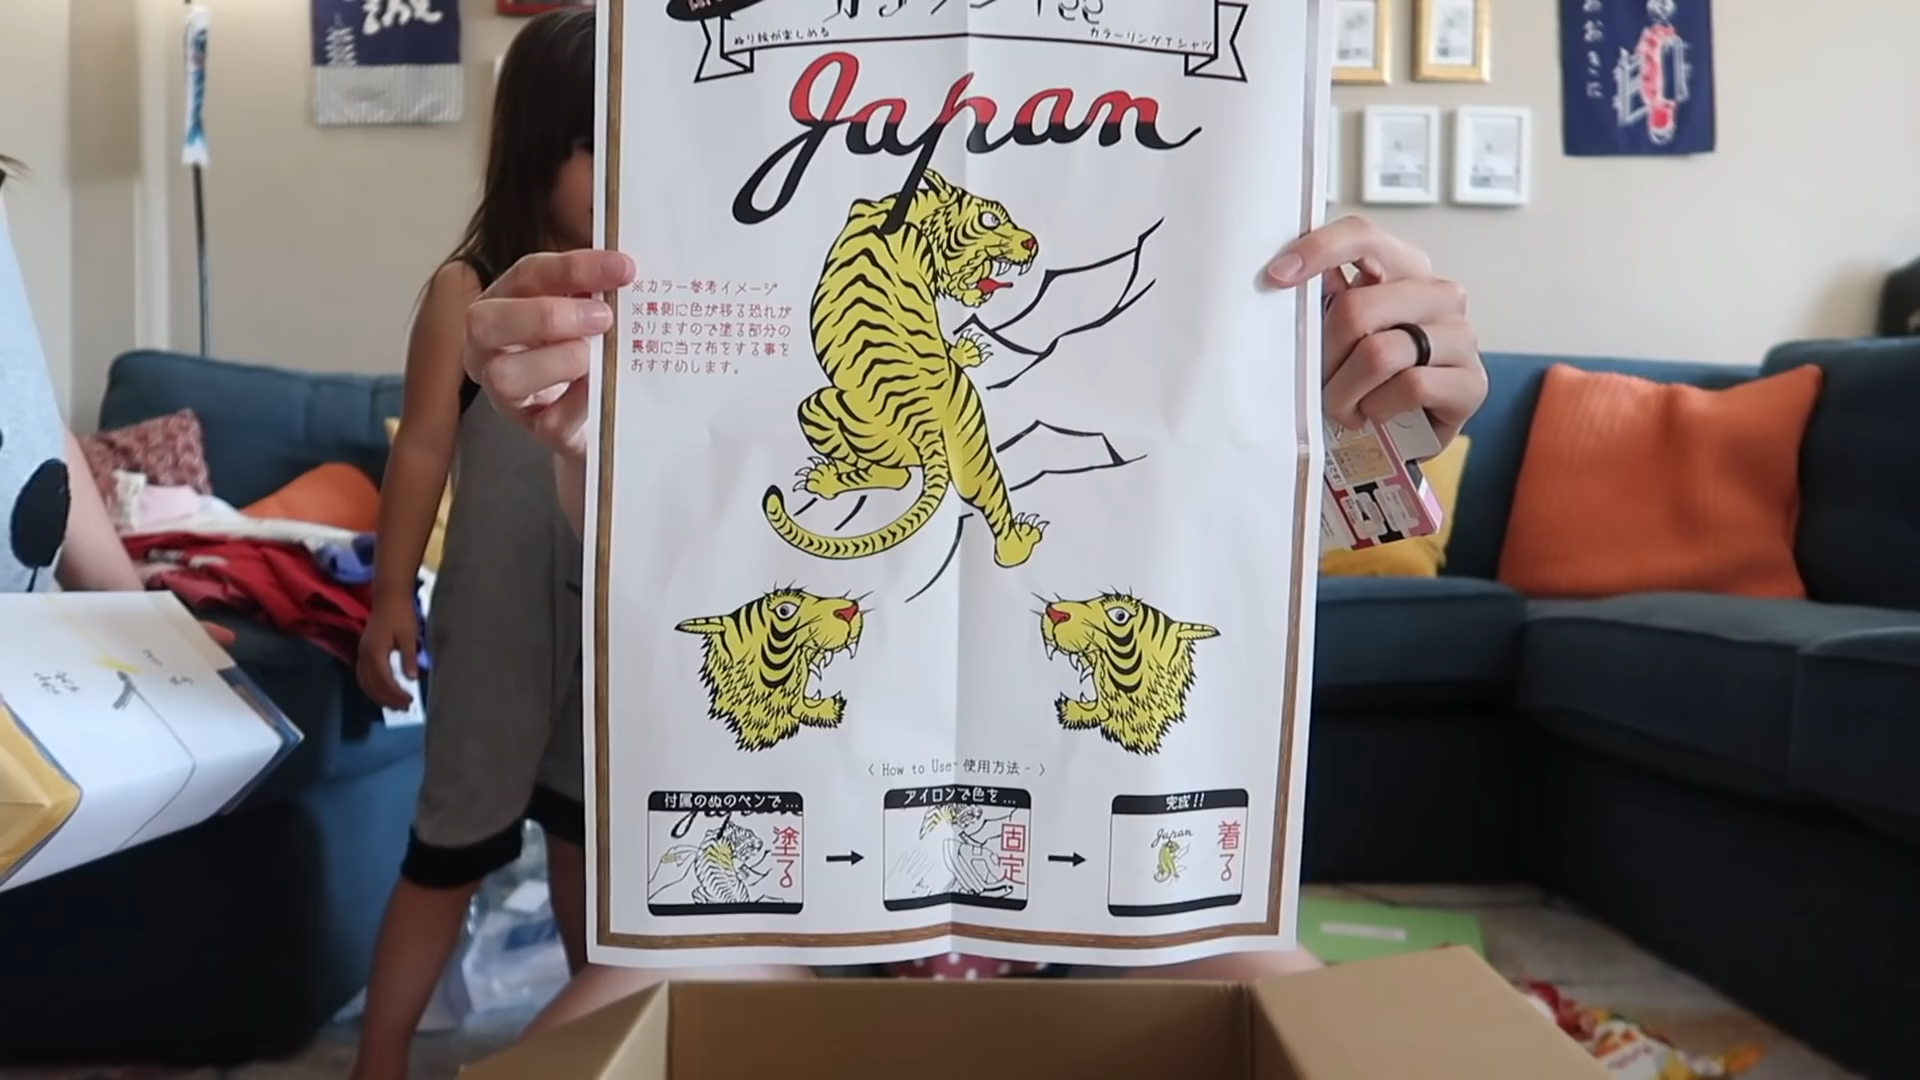 ぬり絵が楽しめる
カラーリングTシャツ
Japan
※カラー参考イメージ
※裏側に色が移る恐れが
ありますので塗る部分の
裏側に当て布をする事を
おすすめします。
〈 How to Use- 使用方法 - 〉
付属のぬのペンで...
Japan
塗る
アイロンで色を...
固定
完成!!
Japan
着る
おおきに